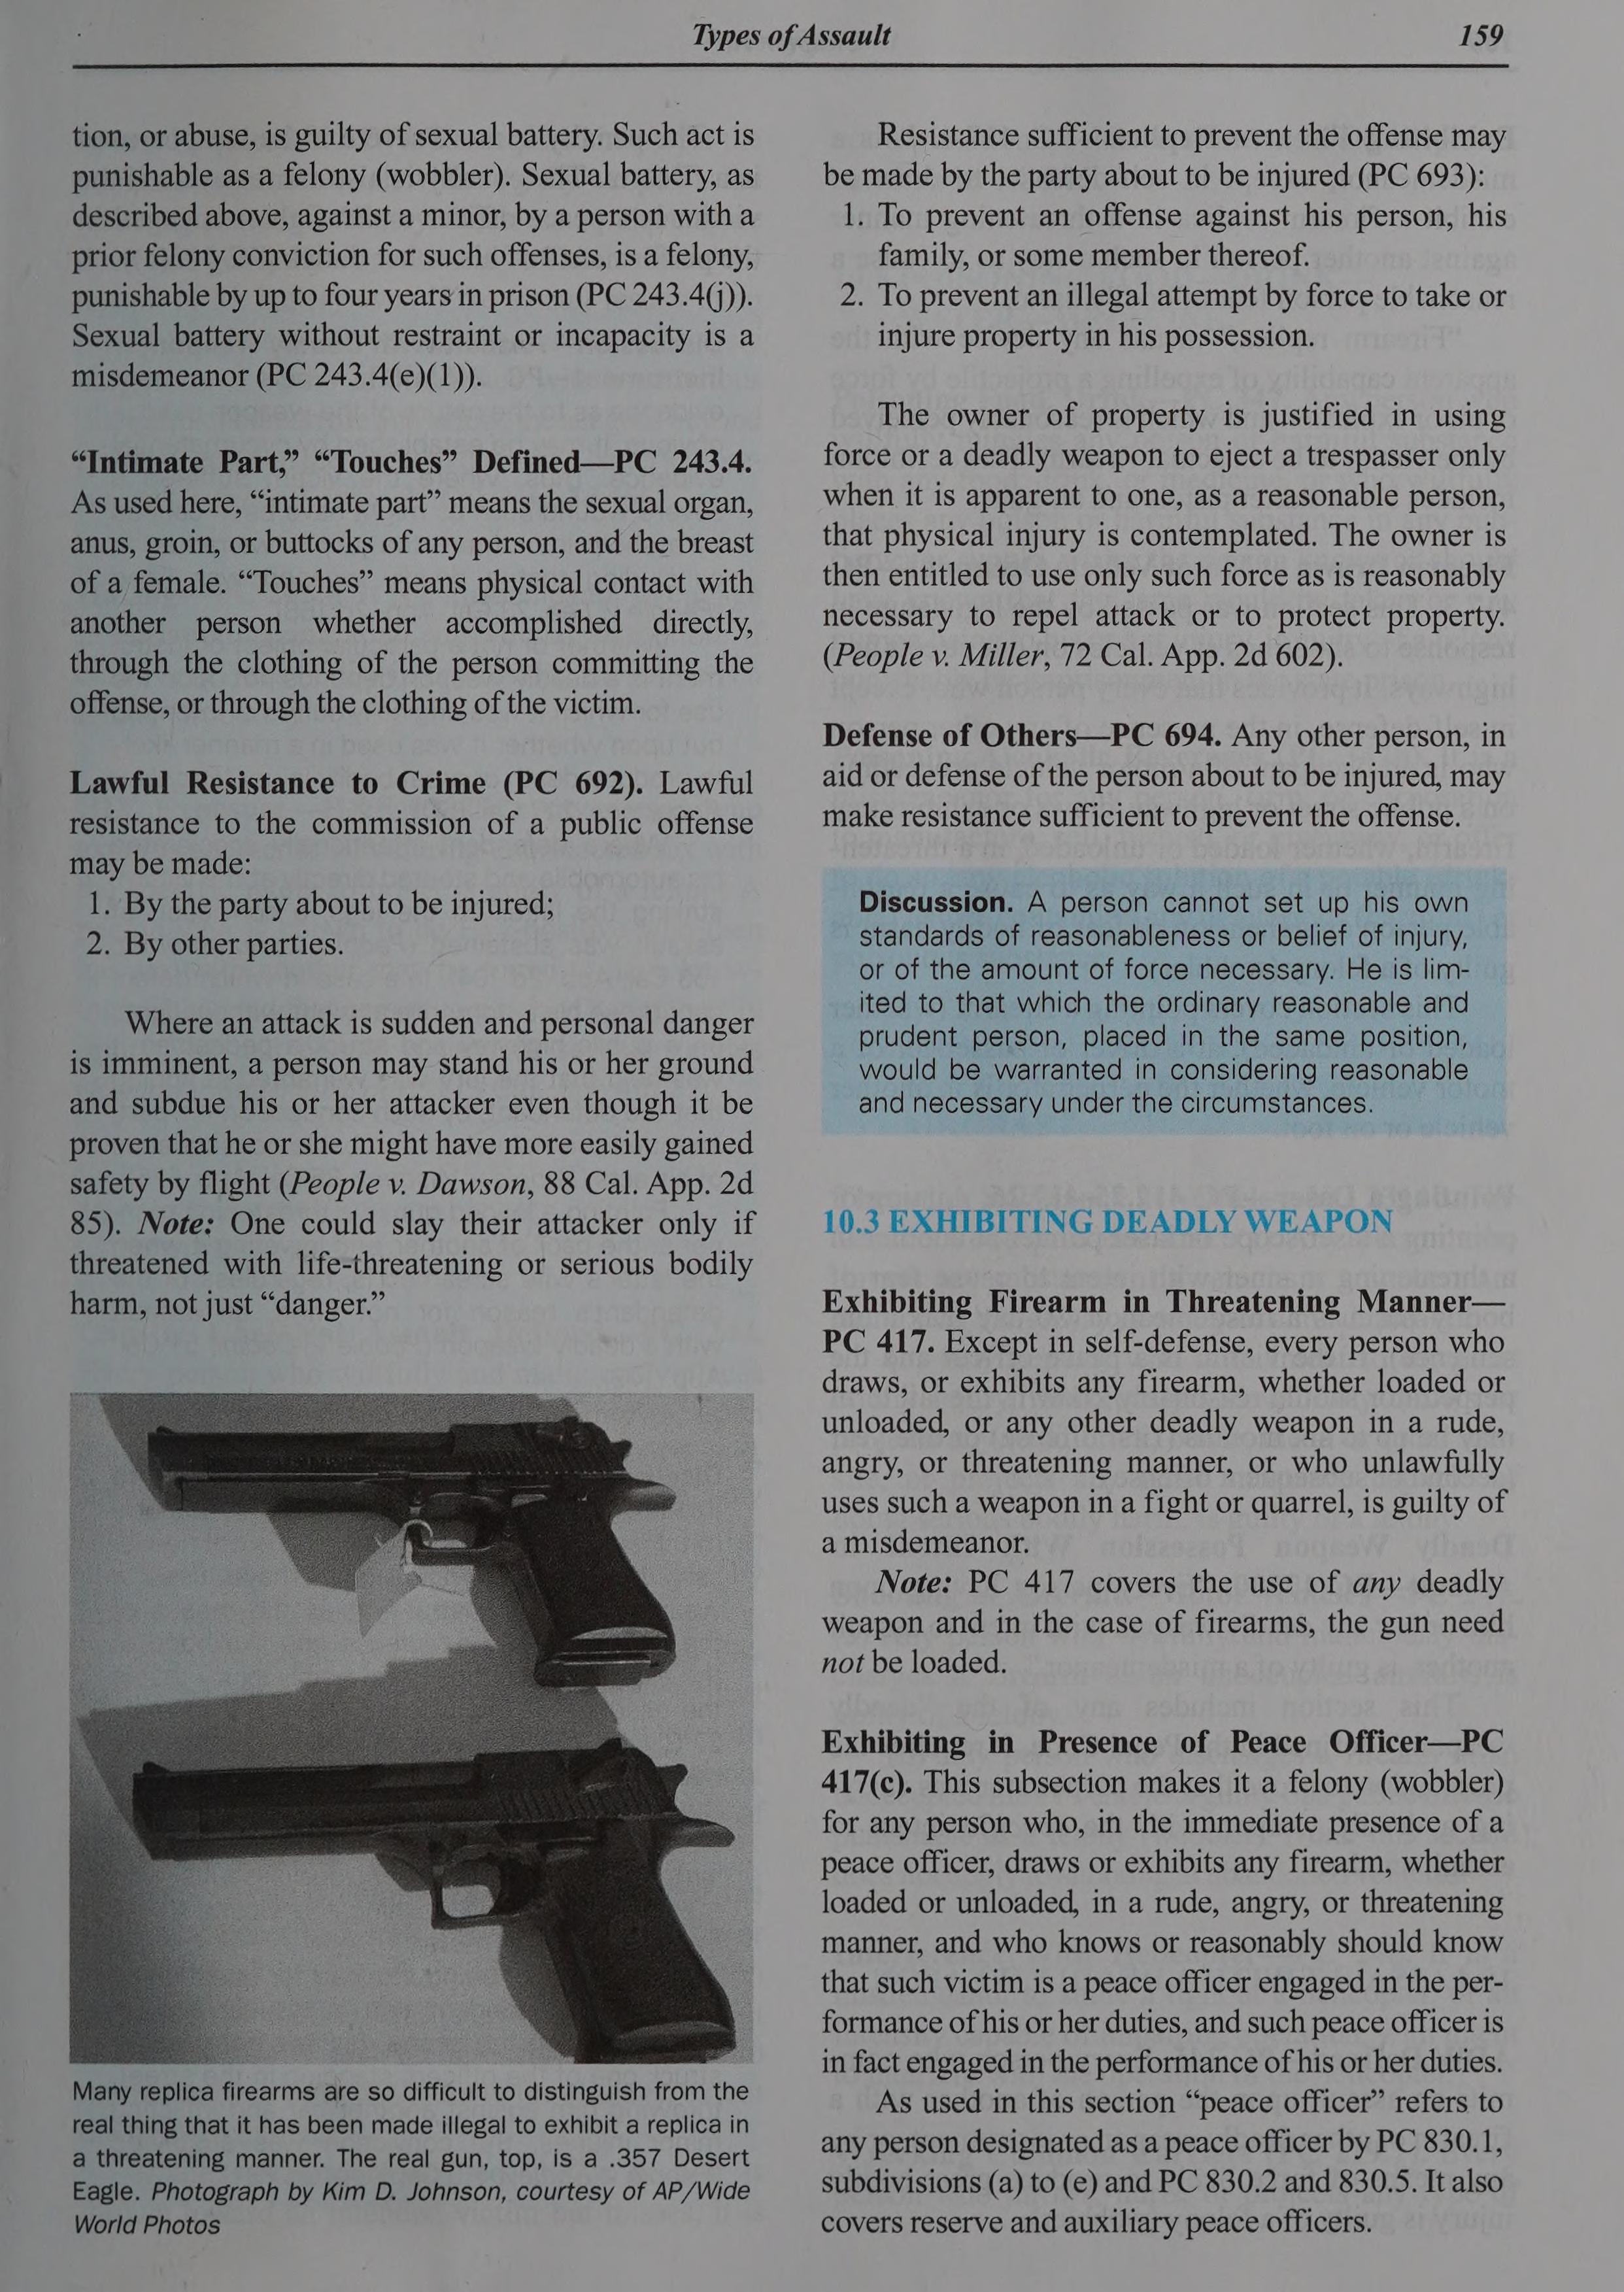 Types of Assault
159
tion, or abuse, is guilty of sexual battery. Such act is
punishable as a felony (wobbler). Sexual battery, as
described above, against a minor, by a person with a
prior felony conviction for such offenses, is a felony,
punishable by up to four years in prison (PC 243.4(j)).
Sexual battery without restraint or incapacity is a
misdemeanor (PC 243.4(e)(1)).
“Intimate Part,” “Touches” Defined—PC 243.4.
As used here, “intimate part” means the sexual organ,
anus, groin, or buttocks of any person, and the breast
of a female. “Touches” means physical contact with
another person whether accomplished directly,
through the clothing of the person committing the
offense, or through the clothing of the victim.
Lawful Resistance to Crime (PC 692). Lawful
resistance to the commission of a public offense
may be made:
1. By the party about to be injured;
2. By other parties.
Where an attack is sudden and personal danger
is imminent, a person may stand his or her ground
and subdue his or her attacker even though it be
proven that he or she might have more easily gained
safety by flight (People v. Dawson, 88 Cal. App. 2d
85). Note: One could slay their attacker only if
threatened with life-threatening or serious bodily
harm, not just “danger.”
Many replica firearms are so difficult to distinguish from the
real thing that it has been made illegal to exhibit a replica in
a threatening manner. The real gun, top, is a .357 Desert
Eagle. Photograph by Kim D. Johnson, courtesy of AP/Wide
World Photos
Resistance sufficient to prevent the offense may
be made by the party about to be injured (PC 693):
1. To prevent an offense against his person, his
family, or some member thereof.
2. To prevent an illegal attempt by force to take or
injure property in his possession.
The owner of property is justified in using
force or a deadly weapon to eject a trespasser only
when it is apparent to one, as a reasonable person,
that physical injury is contemplated. The owner is
then entitled to use only such force as is reasonably
necessary to repel attack or to protect property.
(People v. Miller, 72 Cal. App. 2d 602).
Defense of Others—PC 694. Any other person, in
aid or defense of the person about to be injured, may
make resistance sufficient to prevent the offense.
Discussion. A person cannot set up his own
standards of reasonableness or belief of injury,
or of the amount of force necessary. He is lim-
ited to that which the ordinary reasonable and
prudent person, placed in the same position,
would be warranted in considering reasonable
and necessary under the circumstances.
10.3 EXHIBITING DEADLY WEAPON
Exhibiting Firearm in Threatening Manner—
PC 417. Except in self-defense, every person who
draws, or exhibits any firearm, whether loaded or
unloaded, or any other deadly weapon in a rude,
angry, or threatening manner, or who unlawfully
uses such a weapon in a fight or quarrel, is guilty of
a misdemeanor.
Note: PC 417 covers the use of any deadly
weapon and in the case of firearms, the gun need
not be loaded.
Exhibiting in Presence of Peace Officer—PC
417(c). This subsection makes it a felony (wobbler)
for any person who, in the immediate presence of a
peace officer, draws or exhibits any firearm, whether
loaded or unloaded, in a rude, angry, or threatening
manner, and who knows or reasonably should know
that such victim is a peace officer engaged in the per-
formance of his or her duties, and such peace officer is
in fact engaged in the performance of his or her duties.
As used in this section “peace officer” refers to
any person designated as a peace officer by PC 830.1,
subdivisions (a) to (e) and PC 830.2 and 830.5. It also
covers reserve and auxiliary peace officers.